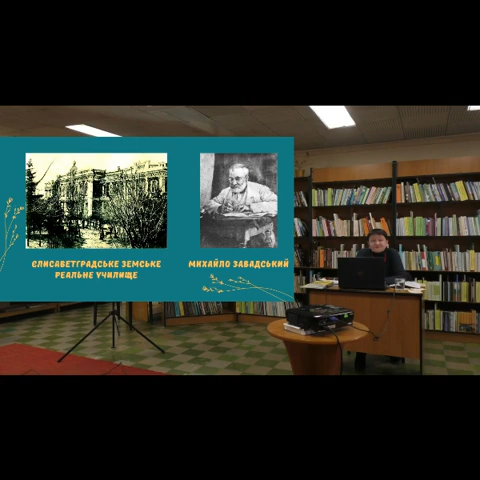 ЄЛИСАВЕТГРАДСЬКЕ ЗЕМСЬКЕ
РЕАЛЬНЕ УЧИЛИЩЕ
МИХАЙЛО ЗАВАДСЬКИЙ